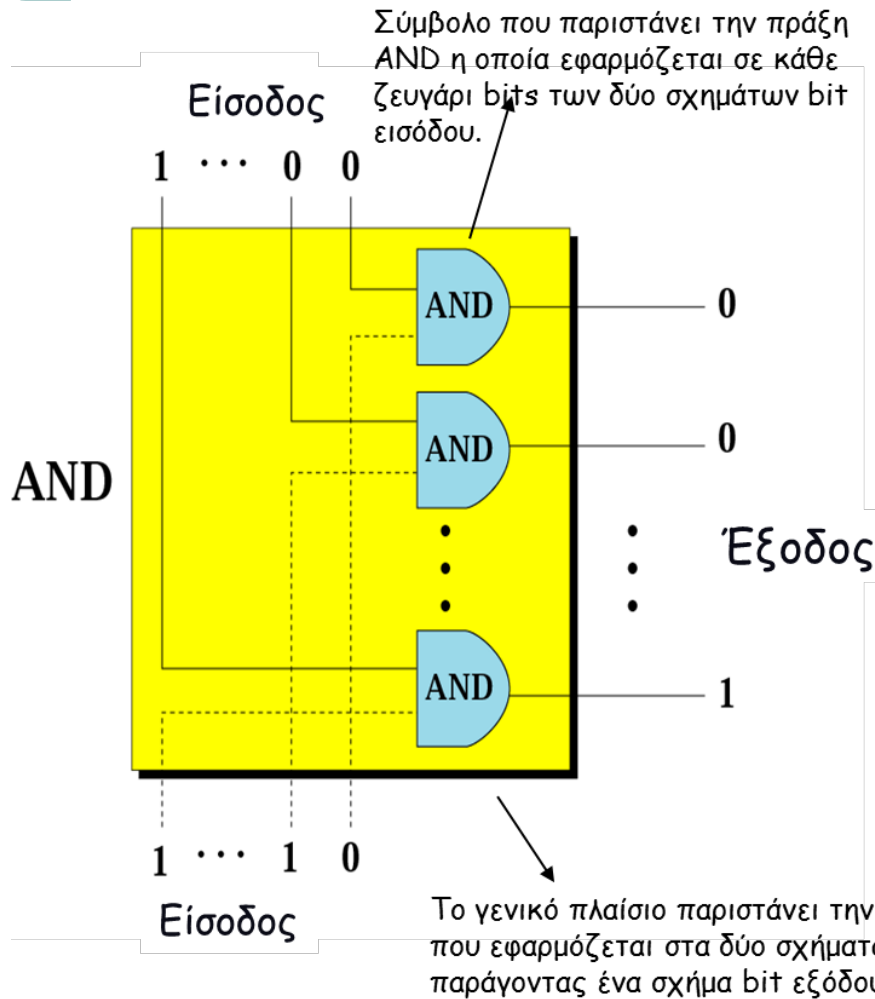 Σύμβολο που παριστάνει την πράξη
AND η οποία εφαρμόζεται σε κάθε
ζευγάρι bits των δύο σχημάτων bit
εισόδου.
Είσοδος
1 ··· 0 0
AND
0
AND
0
AND
Έξοδος
AND
1
1 ··· 1 0
Είσοδος
Το γενικό πλαίσιο παριστάνει την
που εφαρμόζεται στα δύο σχήματα
παράγοντας ένα σχήμα bit εξόδου